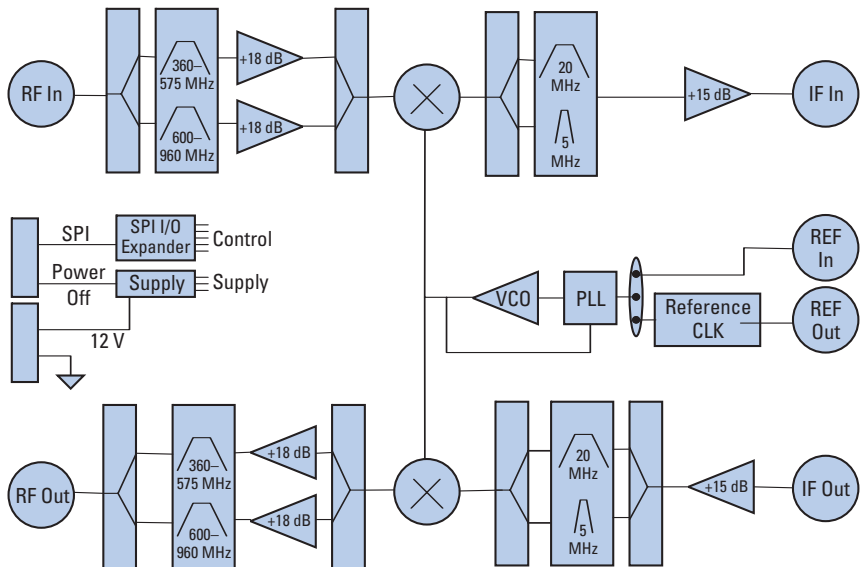 RF In
360–
575 MHz
600–
960 MHz
+18 dB
+18 dB
20
MHz
5
MHz
+15 dB
IF In
SPI
SPI I/O
Expander
Control
Power
Off
Supply
Supply
12 V
VCO
PLL
Reference
CLK
REF
In
REF
Out
RF Out
360–
575 MHz
600–
960 MHz
+18 dB
+18 dB
20
MHz
5
MHz
+15 dB
IF Out